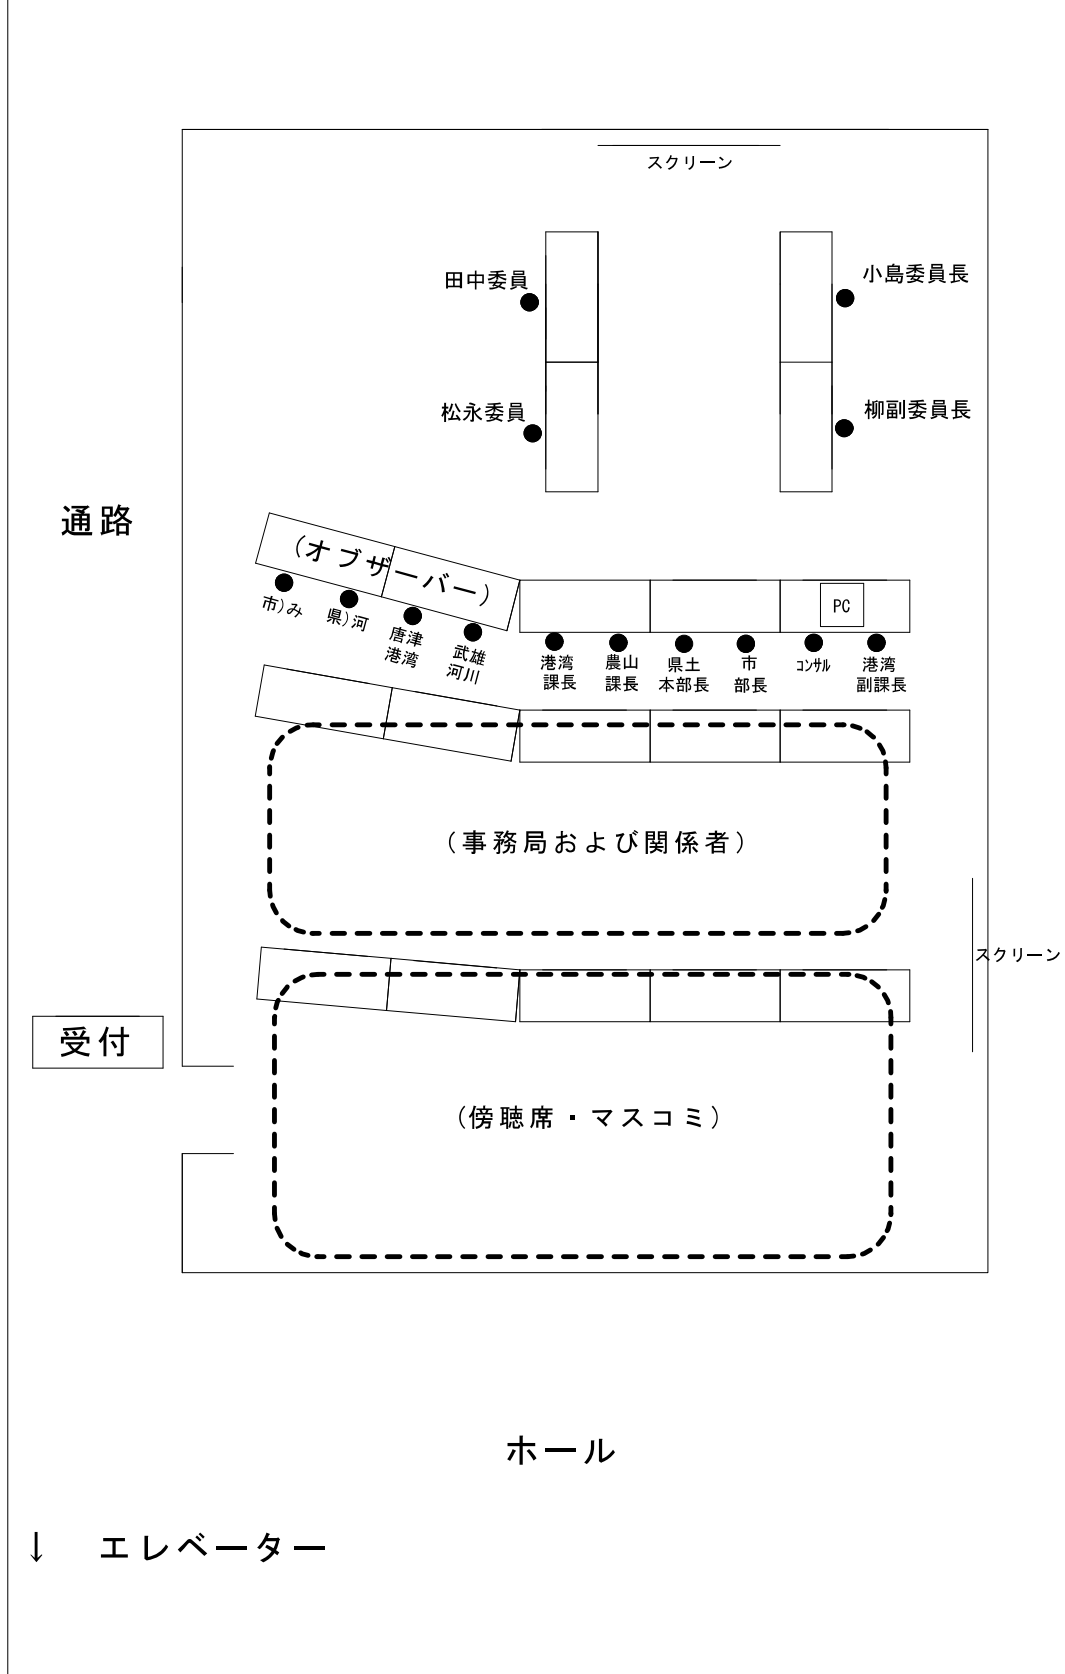 スクリーン
田中委員
小島委員長
松永委員
柳副委員長
通路
(オブザーバー)
PC
市)み
県)河
唐津
港湾
武雄
河川
港湾
課長
農山
課長
県土
本部長
市
部長
コンサル
港湾
副課長
(事務局および関係者)
スクリーン
受付
(傍聴席・マスコミ)
ホール
↓ エレベーター